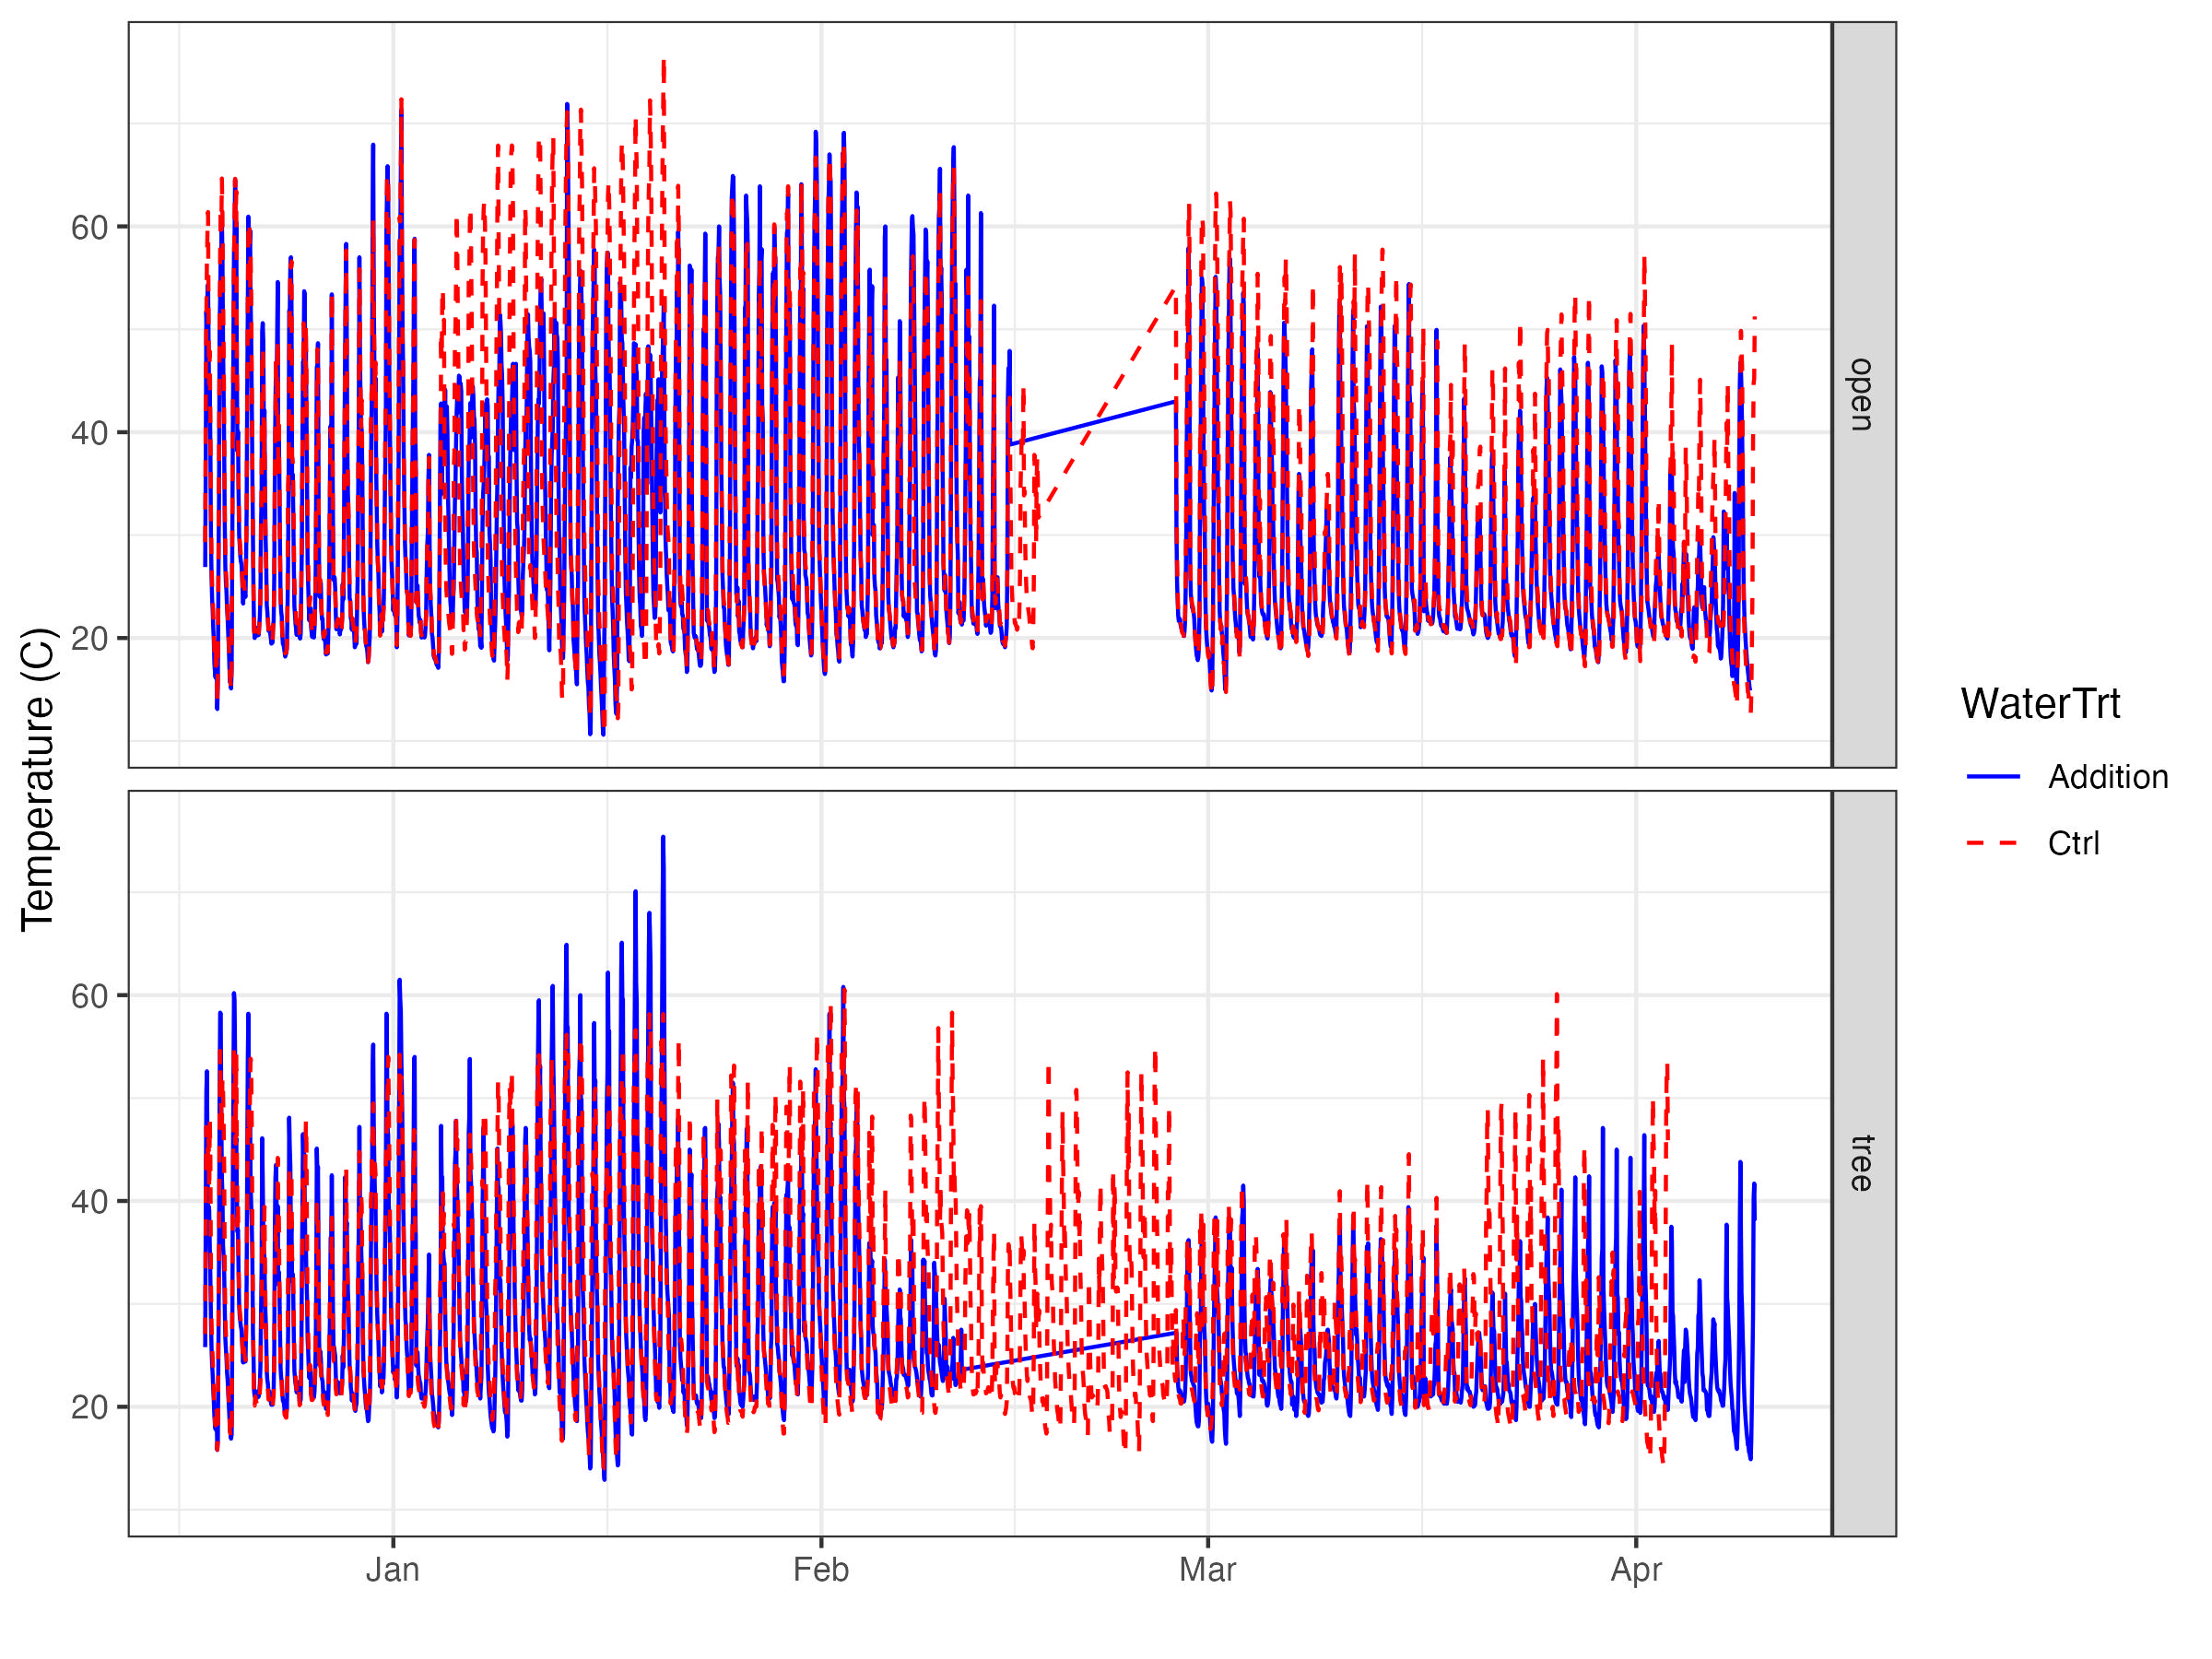 Temperature (C)
60
40
20
open
60
40
20
tree
Jan Feb Mar Apr
WaterTrt
Addition
Ctrl